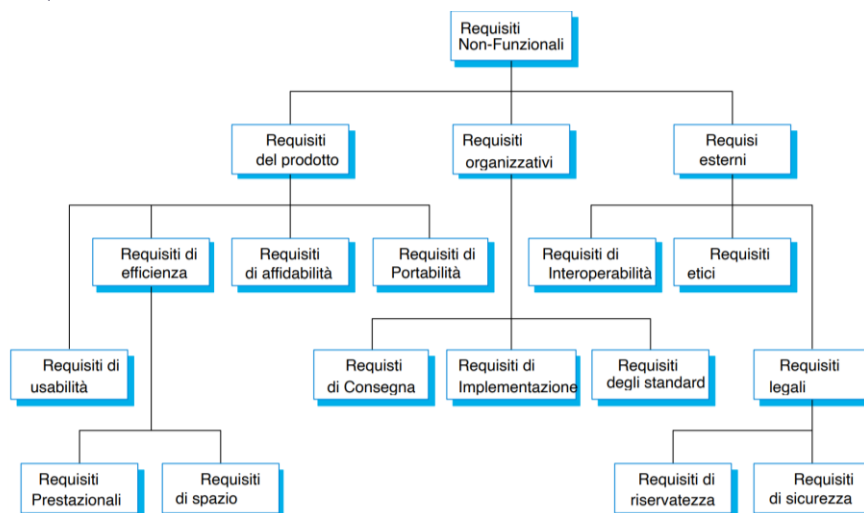 Requisiti
Non-Funzionali
Requisiti
del prodotto
Requisiti
organizzativi
Requisi
esterni
Requisiti di
efficienza
Requisiti
di affidabilità
Requisiti di
Portabilità
Requisiti di
Interoperabilità
Requisiti
etici
Requisiti di
usabilità
Requisti
di Consegna
Requisiti di
Implementazione
Requisiti
degli standard
Requisiti
legali
Requisiti
Prestazionali
Requisiti
di spazio
Requisiti di
riservatezza
Requisiti
di sicurezza